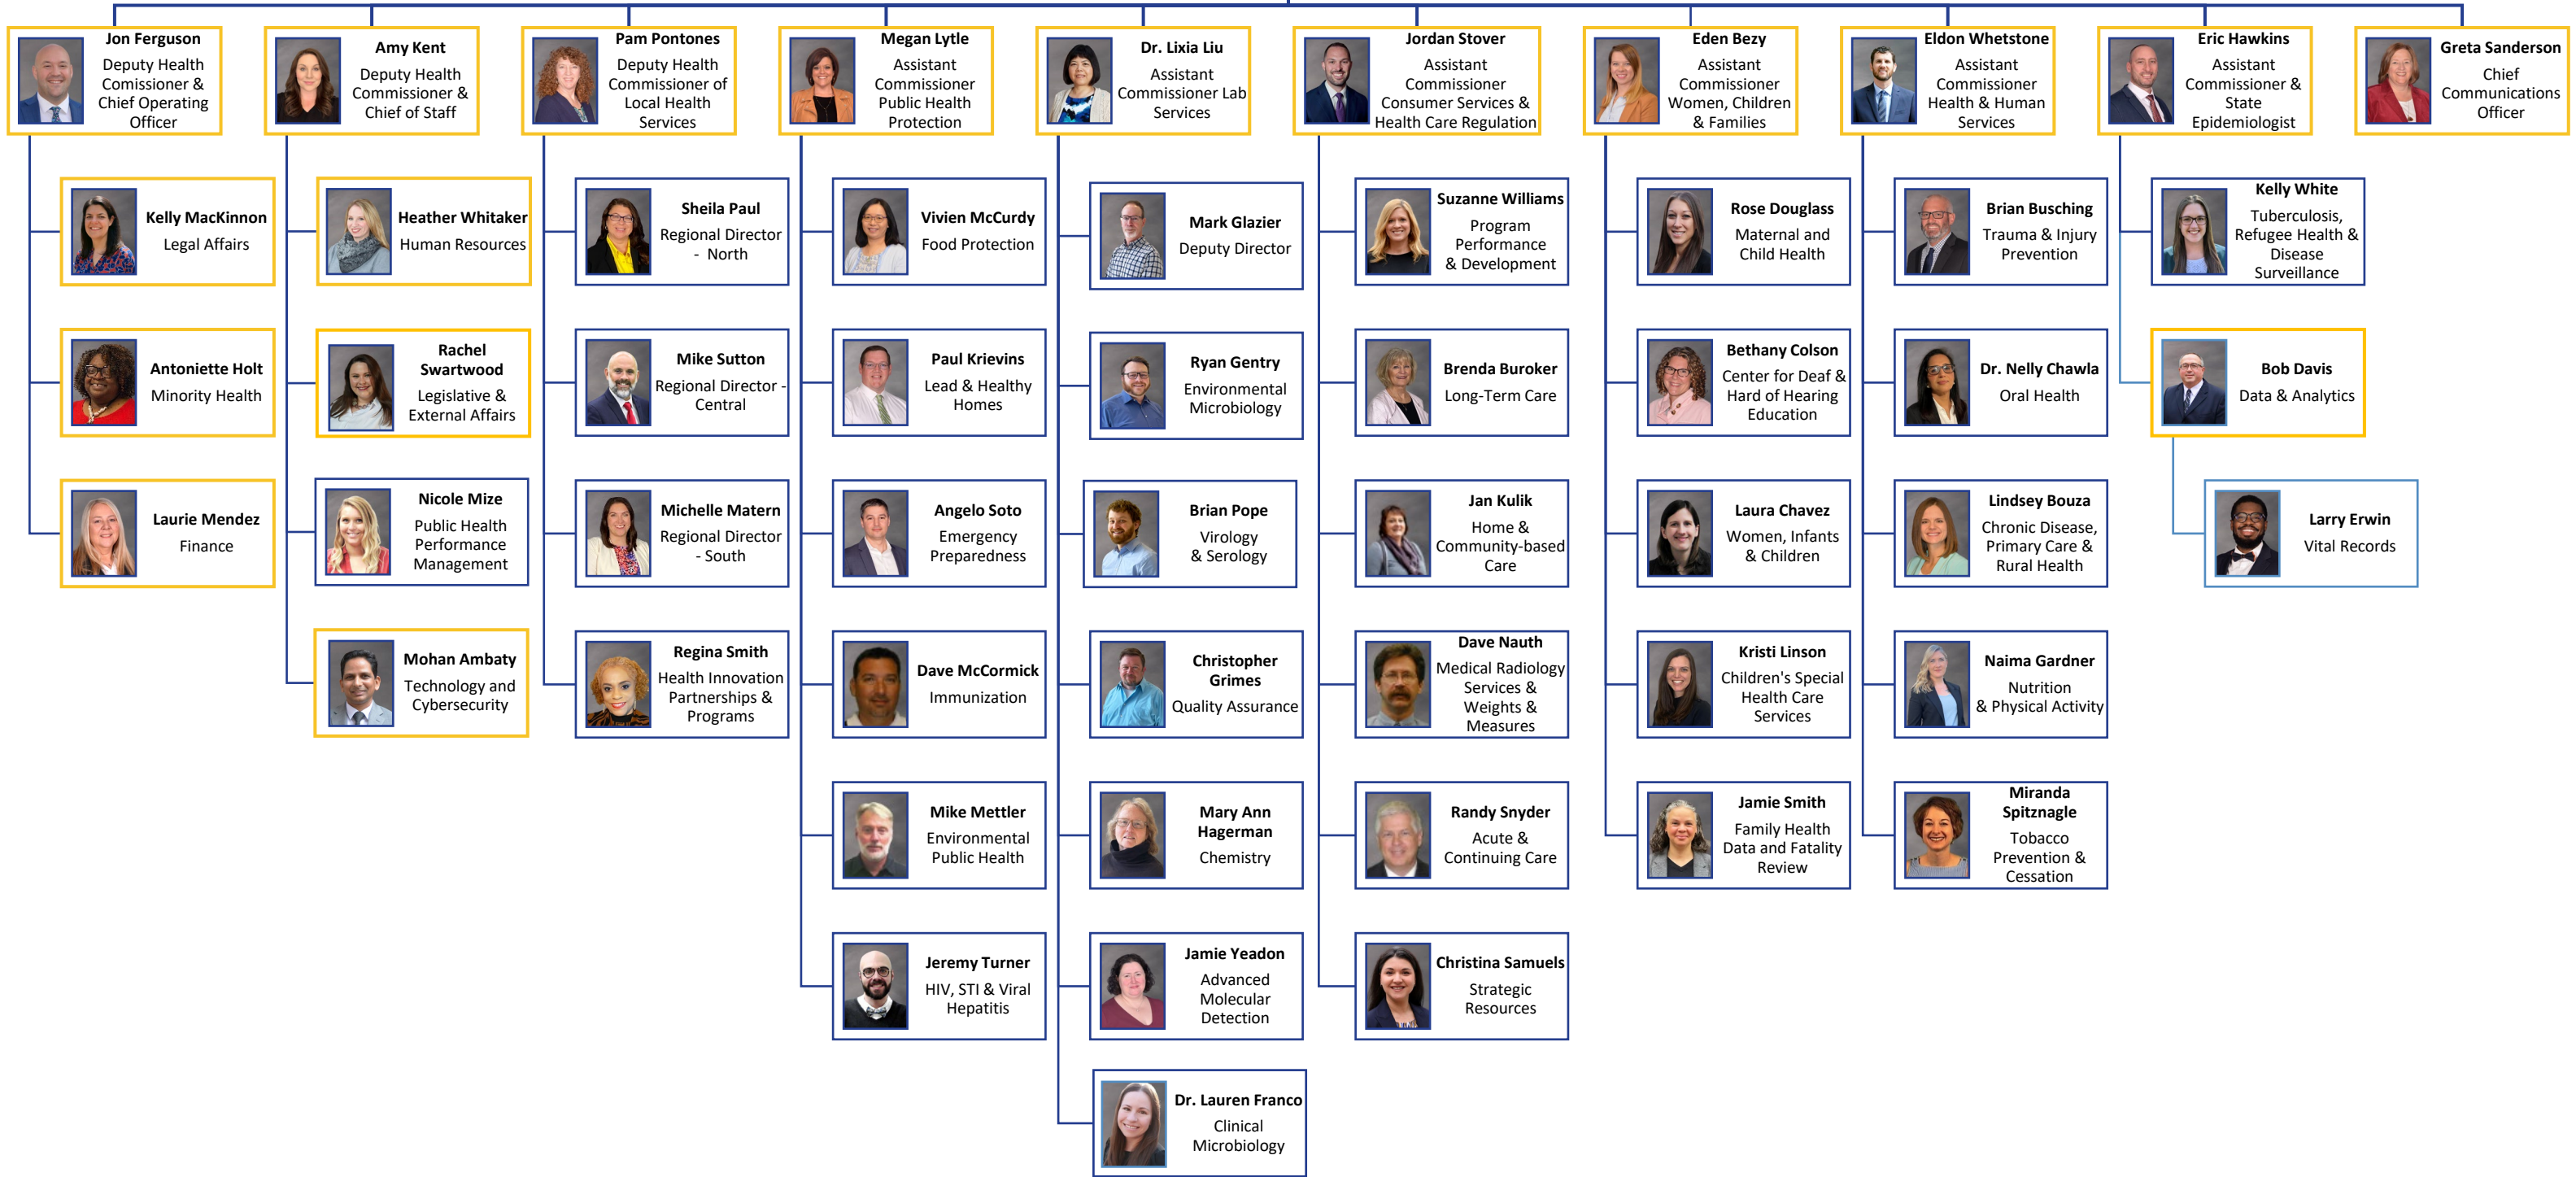 Jon Ferguson
Deputy Health
Comissioner &
Chief Operating
Officer
Kelly MacKinnon
Legal Affairs
Antoniette Holt
Minority Health
Laurie Mendez
Finance
Amy Kent
Deputy Health
Commissioner &
Chief of Staff
Heather Whitaker
Human Resources
Rachel
Swartwood
Legislative &
External Affairs
Nicole Mize
Public Health
Performance
Management
Mohan Ambaty
Technology and
Cybersecurity
Pam Pontones
Deputy Health
Commissioner of
Local Health
Services
Sheila Paul
Regional Director
- North
Mike Sutton
Regional Director -
Central
Michelle Matern
Regional Director
- South
Regina Smith
Health Innovation
Partnerships &
Programs
Megan Lytle
Assistant
Commissioner
Public Health
Protection
Vivien McCurdy
Food Protection
Paul Krievins
Lead & Healthy
Homes
Angelo Soto
Emergency
Preparedness
Dave McCormick
Immunization
Mike Mettler
Environmental
Public Health
Jeremy Turner
HIV, STI & Viral
Hepatitis
Dr. Lixia Liu
Assistant
Commissioner Lab
Services
Mark Glazier
Deputy Director
Ryan Gentry
Environmental
Microbiology
Brian Pope
Virology
& Serology
Christopher
Grimes
Quality Assurance
Mary Ann
Hagerman
Chemistry
Jamie Yeadon
Advanced
Molecular
Detection
Dr. Lauren Franco
Clinical
Microbiology
Jordan Stover
Assistant
Commissioner
Consumer Services &
Health Care Regulation
Suzanne Williams
Program
Performance
& Development
Brenda Buroker
Long-Term Care
Jan Kulik
Home &
Community-based
Care
Dave Nauth
Medical Radiology
Services &
Weights &
Measures
Randy Snyder
Acute &
Continuing Care
Christina Samuels
Strategic
Resources
Eden Bezy
Assistant
Commissioner
Women, Children
& Families
Rose Douglass
Maternal and
Child Health
Bethany Colson
Center for Deaf &
Hard of Hearing
Education
Laura Chavez
Women, Infants
& Children
Kristi Linson
Children's Special
Health Care
Services
Jamie Smith
Family Health
Data and Fatality
Review
Eldon Whetstone
Assistant
Commissioner
Health & Human
Services
Brian Busching
Trauma & Injury
Prevention
Dr. Nelly Chawla
Oral Health
Lindsey Bouza
Chronic Disease,
Primary Care &
Rural Health
Naima Gardner
Nutrition
& Physical Activity
Miranda
Spitznagle
Tobacco
Prevention &
Cessation
Eric Hawkins
Assistant
Commissioner &
State
Epidemiologist
Kelly White
Tuberculosis,
Refugee Health &
Disease
Surveillance
Bob Davis
Data & Analytics
Larry Erwin
Vital Records
Greta Sanderson
Chief
Communications
Officer